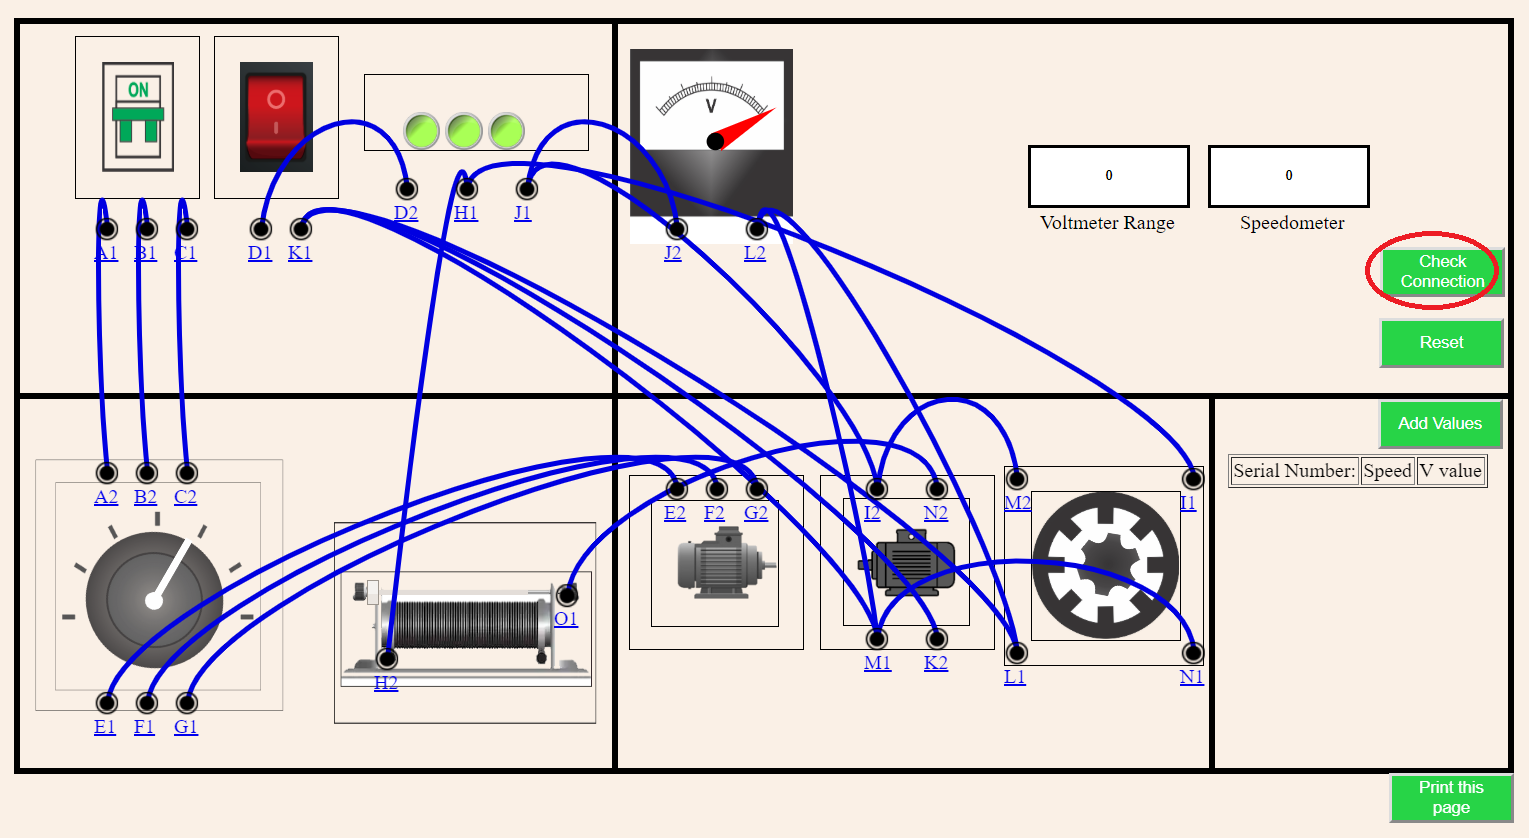 ON
V
A1 B1 C1 D1 K1
D2 H1 J1
J2 L2
0 0
Voltmeter Range Speedometer
Check
Connection
Reset
Add Values
Serial Number: Speed V value
A2 B2 C2
E1 F1 G1
O1
H2
E2 F2 G2
I2 N2
M1 K2
M2 I1
L1 N1
Print this
page